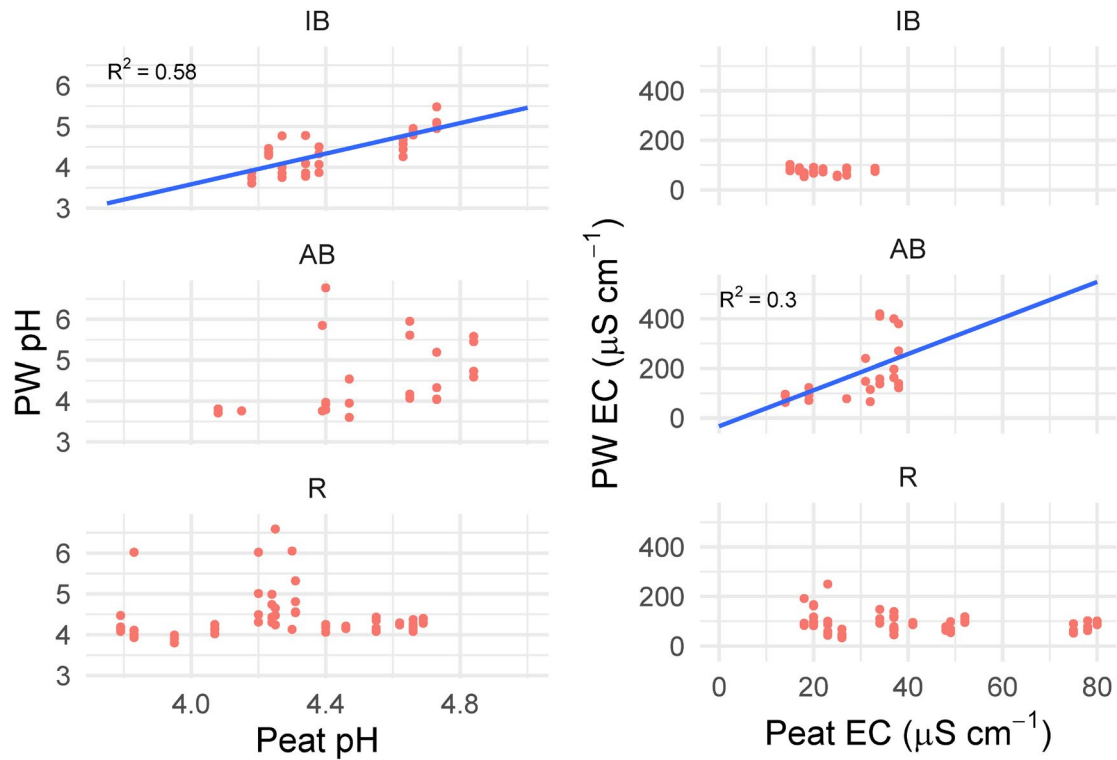 IB
R² = 0.58
6
5
4
3
AB
6
5
4
3
R
6
5
4
3
4.0 4.4 4.8
Peat pH
PW pH
IB
400
200
0
AB
R² = 0.3
400
200
0
R
400
200
0
0 20 40 60 80
Peat EC (μS cm⁻¹)
PW EC (μS cm⁻¹)